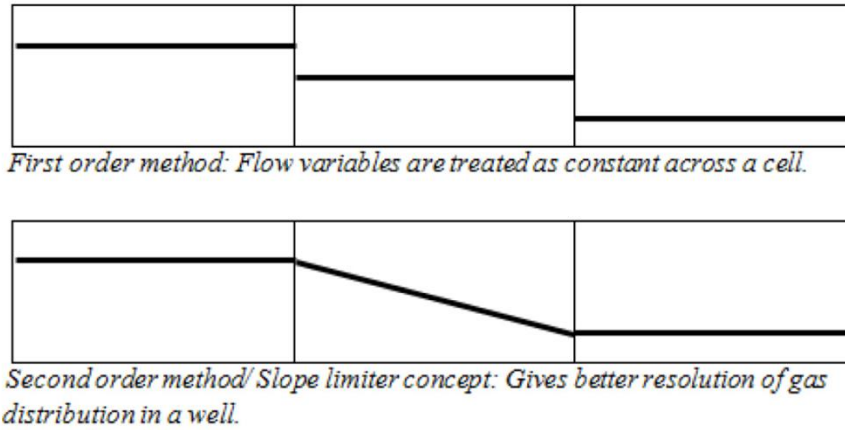 First order method: Flow variables are treated as constant across a cell.
Second order method/ Slope limiter concept: Gives better resolution of gas
distribution in a well.